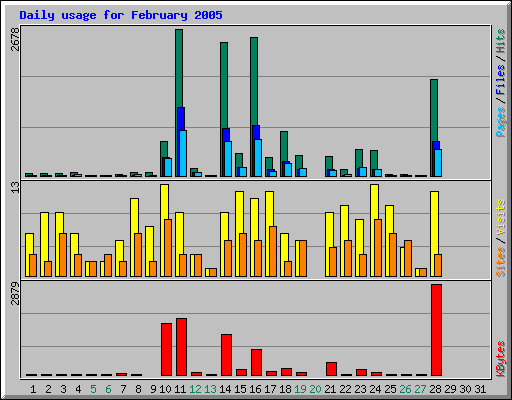 Daily usage for February 2005
2678
Pages / Files / Hits
13
Sites / Visits
2879
KBytes
1 2 3 4 5 6 7 8 9 10 11 12 13 14 15 16 17 18 19 20 21 22 23 24 25 26 27 28 29 30 31